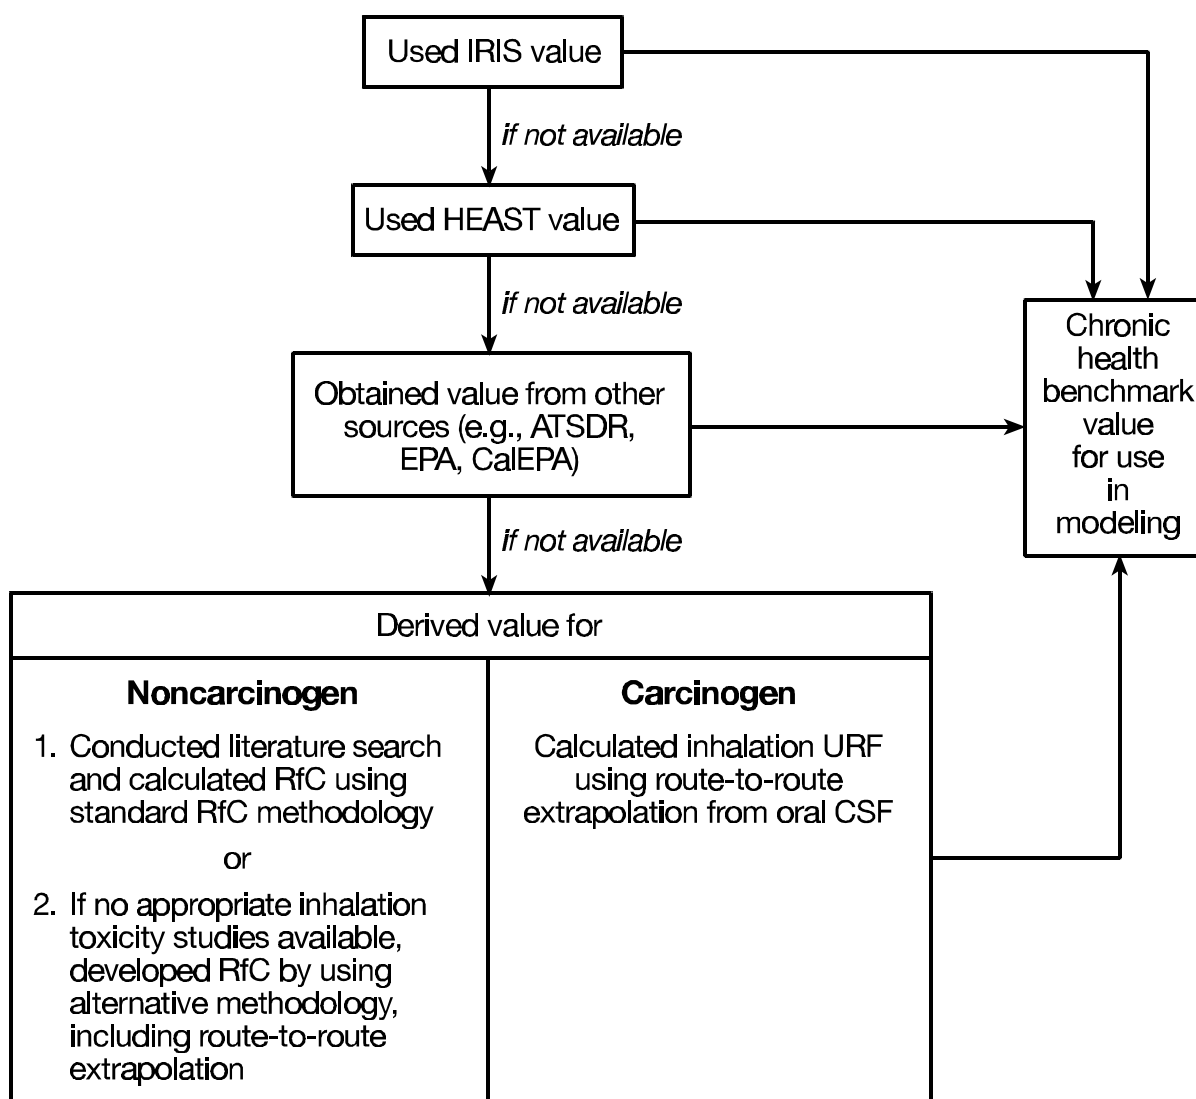 Used IRIS value
if not available
Used HEAST value
if not available
Obtained value from other
sources (e.g., ATSDR,
EPA, CalEPA)
Chronic
health
benchmark
value
for use
in
modeling
if not available
Derived value for
Noncarcinogen
1. Conducted literature search
and calculated RfC using
standard RfC methodology
or
2. If no appropriate inhalation
toxicity studies available,
developed RfC by using
alternative methodology,
including route-to-route
extrapolation
Carcinogen
Calculated inhalation URF
using route-to-route
extrapolation from oral CSF